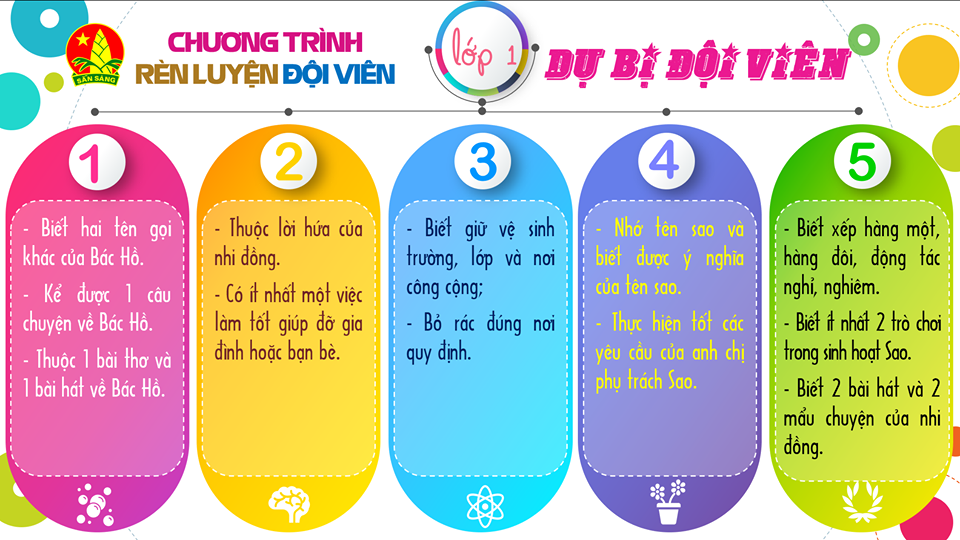 SẴN SÀNG
CHƯƠNG TRÌNH
RÈN LUYỆN ĐỘI VIÊN
lớp 1
DỰ BỊ ĐỘI VIÊN
1
- Biết hai tên gọi
khác của Bác Hồ.
- Kể được 1 câu
chuyện về Bác Hồ.
- Thuộc 1 bài thơ và
1 bài hát về Bác Hồ.
2
- Thuộc lời hứa của
nhi đồng.
- Có ít nhất một việc
làm tốt giúp đỡ gia
đình hoặc bạn bè.
3
- Biết giữ vệ sinh
trường, lớp và nơi
công cộng;
- Bỏ rác đúng nơi
quy định.
4
- Nhớ tên sao và
biết được ý nghĩa
của tên sao.
- Thực hiện tốt các
yêu cầu của anh chị
phụ trách Sao.
5
- Biết xếp hàng một,
hàng đôi, động tác
nghỉ, nghiêm.
- Biết ít nhất 2 trò chơi
trong sinh hoạt Sao.
- Biết 2 bài hát và 2
mẩu chuyện của nhi
đồng.